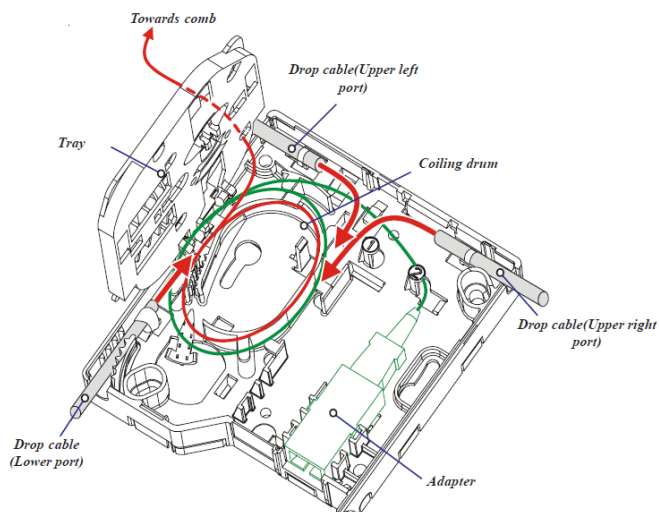 Towards comb
Drop cable(Upper left
port)
Tray
Coiling drum
Drop cable(Upper right
port)
Drop cable
(Lower port)
Adapter